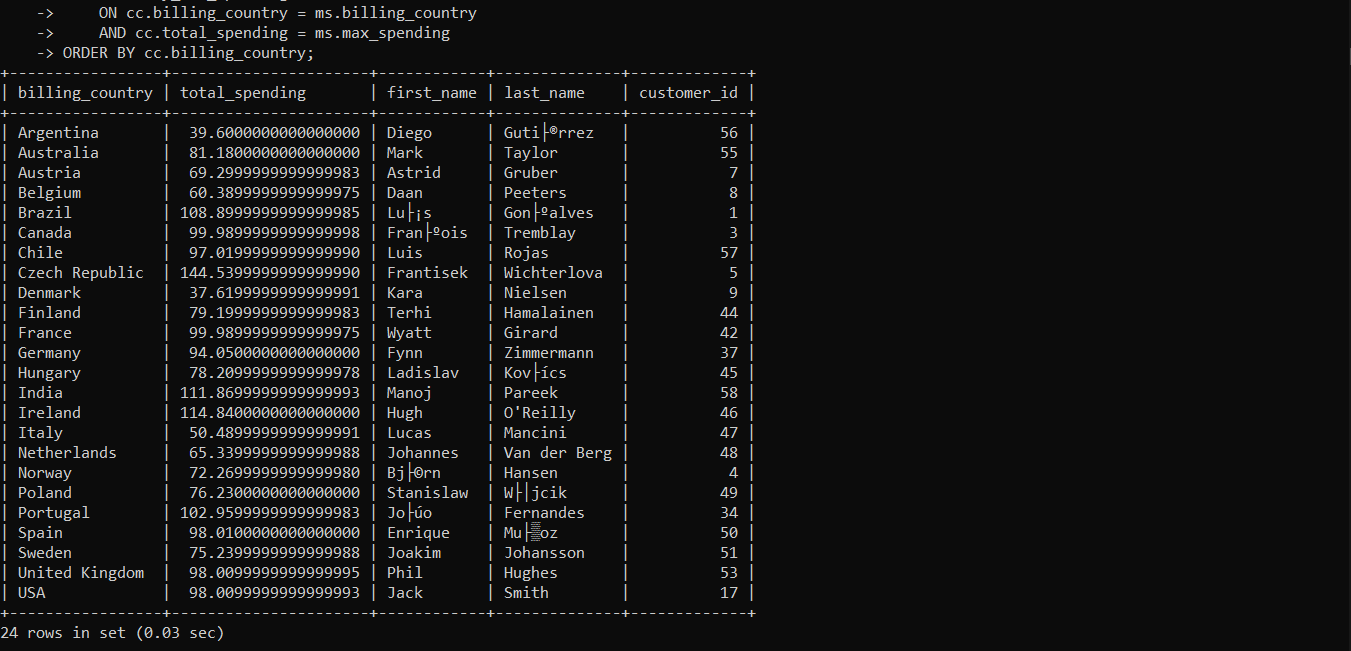 ->     ON cc.billing_country = ms.billing_country
    ->     AND cc.total_spending = ms.max_spending
    -> ORDER BY cc.billing_country;
+-----------------+----------------------+------------+--------------+-------------+
| billing_country | total_spending       | first_name | last_name    | customer_id |
+-----------------+----------------------+------------+--------------+-------------+
| Argentina       |  39.6000000000000000 | Diego      | Guti├®rrez   |          56 |
| Australia       |  81.1800000000000000 | Mark       | Taylor       |          55 |
| Austria         |  69.2999999999999983 | Astrid     | Gruber       |           7 |
| Belgium         |  60.3899999999999975 | Daan       | Peeters      |           8 |
| Brazil          | 108.8999999999999985 | Lu├¡s      | Gon├ºalves   |           1 |
| Canada          |  99.9899999999999998 | Fran├ºois  | Tremblay     |           3 |
| Chile           |  97.0199999999999990 | Luis       | Rojas        |          57 |
| Czech Republic  | 144.5399999999999990 | Frantisek  | Wichterlova  |           5 |
| Denmark         |  37.6199999999999991 | Kara       | Nielsen      |           9 |
| Finland         |  79.1999999999999983 | Terhi      | Hamalainen   |          44 |
| France          |  99.9899999999999975 | Wyatt      | Girard       |          42 |
| Germany         |  94.0500000000000000 | Fynn       | Zimmermann   |          37 |
| Hungary         |  78.2099999999999978 | Ladislav   | Kov├ícs      |          45 |
| India           | 111.8699999999999993 | Manoj      | Pareek       |          58 |
| Ireland         | 114.8400000000000000 | Hugh       | O'Reilly     |          46 |
| Italy           |  50.4899999999999991 | Lucas      | Mancini      |          47 |
| Netherlands     |  65.3399999999999988 | Johannes   | Van der Berg |          48 |
| Norway          |  72.2699999999999980 | Bj├©rn     | Hansen       |           4 |
| Poland          |  76.2300000000000000 | Stanislaw  | W├│jcik      |          49 |
| Portugal        | 102.9599999999999983 | Jo├úo      | Fernandes    |          34 |
| Spain           |  98.0100000000000000 | Enrique    | Mu├▒oz       |          50 |
| Sweden          |  75.2399999999999988 | Joakim     | Johansson    |          51 |
| United Kingdom  |  98.0099999999999995 | Phil       | Hughes       |          53 |
| USA             |  98.0099999999999993 | Jack       | Smith        |          17 |
+-----------------+----------------------+------------+--------------+-------------+
24 rows in set (0.03 sec)